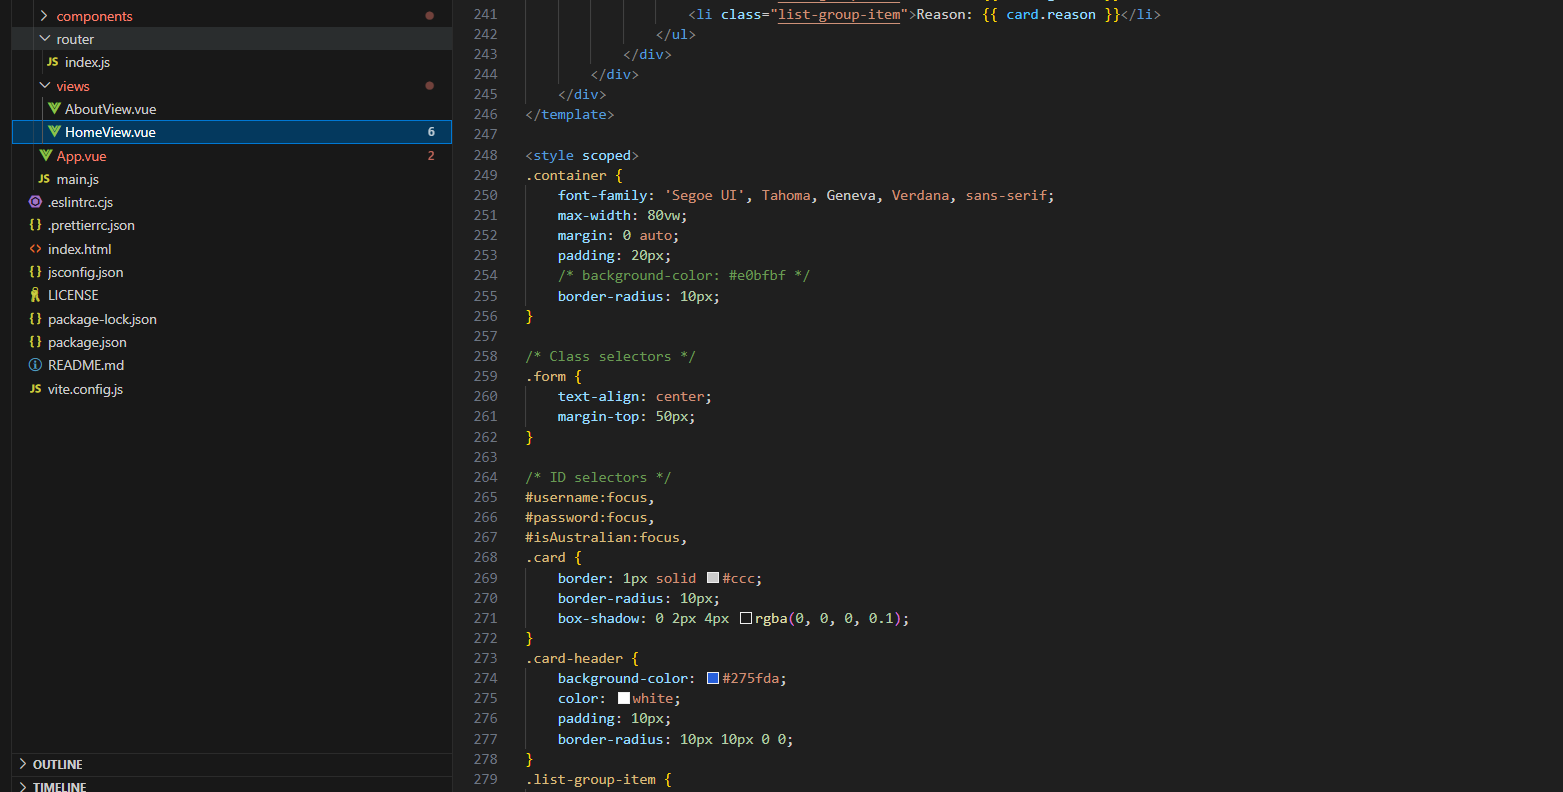 components
router
JS index.js
views
AboutView.vue
HomeView.vue 6
App.vue 2
JS main.js
.eslintrc.cjs
{} .prettierrc.json
<> index.html
{} jsconfig.json
LICENSE
{} package-lock.json
{} package.json
README.md
JS vite.config.js
OUTLINE
TIMELINE
241 <li class="list-group-item">Reason: {{ card.reason }}</li>
242 </ul>
243 </div>
244 </div>
245 </div>
246 </template>
247
248 <style scoped>
249 .container {
250 font-family: 'Segoe UI', Tahoma, Geneva, Verdana, sans-serif;
251 max-width: 80vw;
252 margin: 0 auto;
253 padding: 20px;
254 /* background-color: #e0bfbf */
255 border-radius: 10px;
256 }
257
258 /* Class selectors */
259 .form {
260 text-align: center;
261 margin-top: 50px;
262 }
263
264 /* ID selectors */
265 #username:focus,
266 #password:focus,
267 #isAustralian:focus,
268 .card {
269 border: 1px solid #ccc;
270 border-radius: 10px;
271 box-shadow: 0 2px 4px rgba(0, 0, 0, 0.1);
272 }
273 .card-header {
274 background-color: #275fda;
275 color: white;
276 padding: 10px;
277 border-radius: 10px 10px 0 0;
278 }
279 .list-group-item {